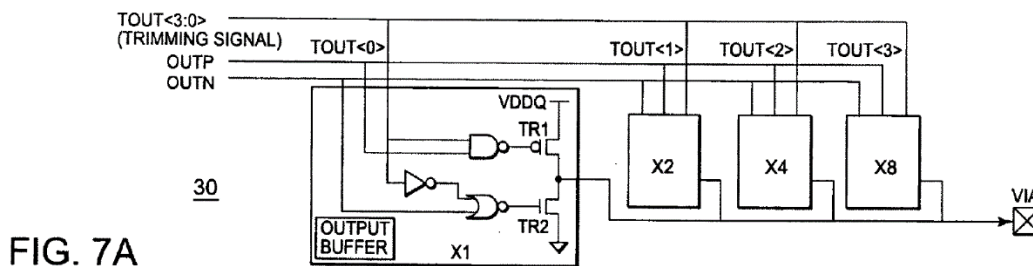 TOUT<3:0>
(TRIMMING SIGNAL)
TOUT<0>
TOUT<1>
TOUT<2>
TOUT<3>
OUTP
OUTN
VDDQ
TR1
X2
X4
X8
30
VIA
TR2
OUTPUT
BUFFER
X1
FIG. 7A